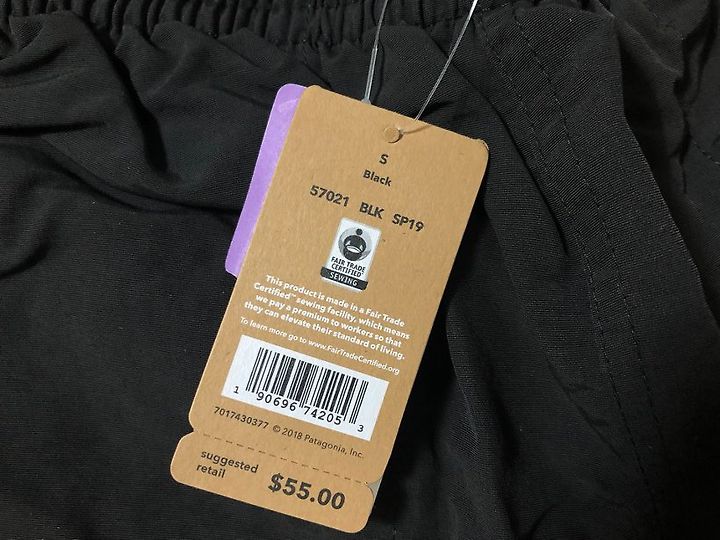 S
Black
57021 BLK SP19
FAIR TRADE
CERTIFIED™
SEWING
This product is made in a Fair Trade
Certified™ sewing facility, which means
we pay a premium to workers so that
they can elevate their standard of living.
To learn more go to www.FairTradeCertified.org
1 90696 74205 3
7017430377 © 2018 Patagonia, Inc.
suggested
retail $55.00